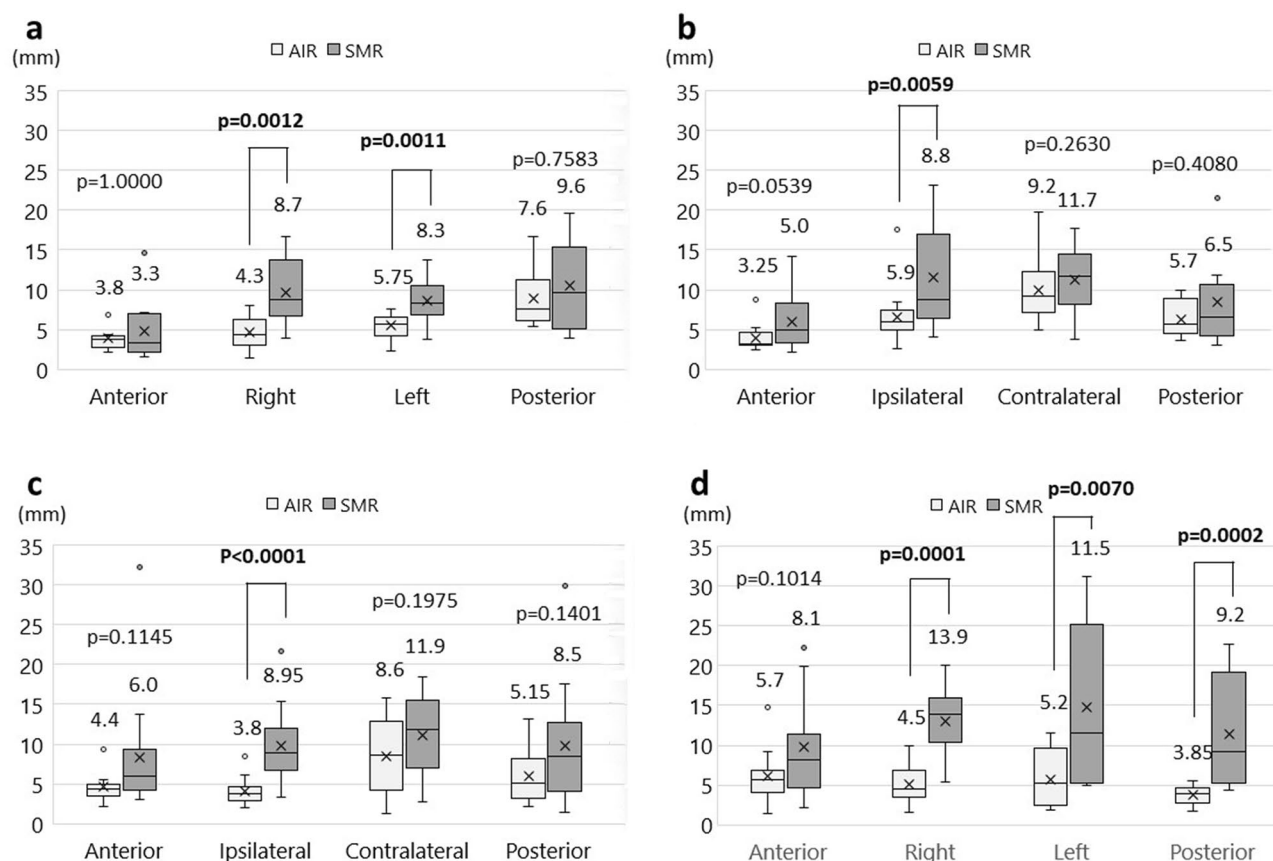 a
(mm)
AIR SMR
35
30
25
20
15
10
5
0
p=1.0000
p=0.0012
p=0.0011
p=0.7583
3.8
3.3
4.3
8.7
5.75
8.3
7.6
9.6
Anterior Right Left Posterior
b
(mm)
AIR SMR
35
30
25
20
15
10
5
0
p=0.0539
p=0.0059
p=0.2630
p=0.4080
3.25
5.0
5.9
8.8
9.2
11.7
5.7
6.5
Anterior Ipsilateral Contralateral Posterior
c
(mm)
AIR SMR
35
30
25
20
15
10
5
0
p=0.1145
P<0.0001
p=0.1975
p=0.1401
4.4
6.0
3.8
8.95
8.6
11.9
5.15
8.5
Anterior Ipsilateral Contralateral Posterior
d
(mm)
AIR SMR
35
30
25
20
15
10
5
0
p=0.1014
p=0.0001
p=0.0070
p=0.0002
5.7
8.1
4.5
13.9
5.2
11.5
3.85
9.2
Anterior Right Left Posterior